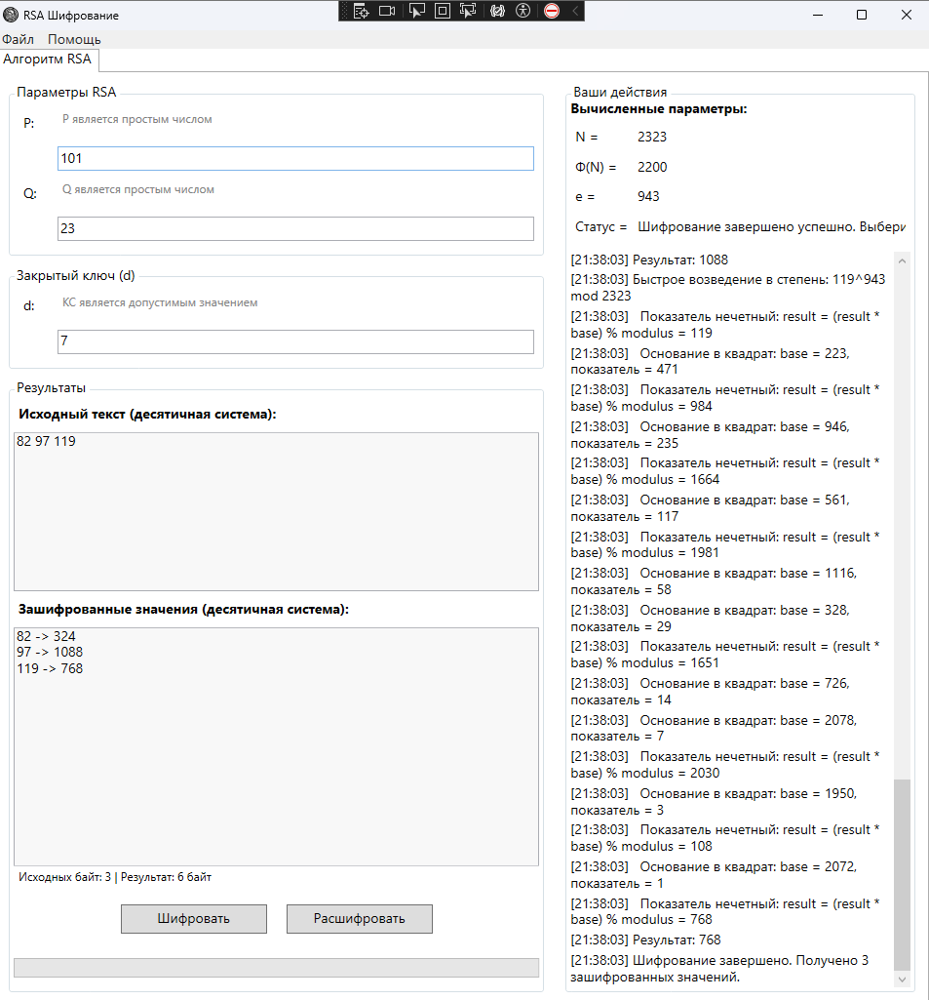 RSA Шифрование
Файл Помощь
Алгоритм RSA
Параметры RSA
P:
P является простым числом
101
Q:
Q является простым числом
23
Закрытый ключ (d)
d:
КС является допустимым значением
7
Результаты
Исходный текст (десятичная система):
82 97 119
Зашифрованные значения (десятичная система):
82 -> 324
97 -> 1088
119 -> 768
Исходных байт: 3 | Результат: 6 байт
Шифровать
Расшифровать
Ваши действия
Вычисленные параметры:
N = 2323
Φ(N) = 2200
e = 943
Статус = Шифрование завершено успешно. Выбери
[21:38:03] Результат: 1088
[21:38:03] Быстрое возведение в степень: 119^943
mod 2323
[21:38:03] Показатель нечетный: result = (result *
base) % modulus = 119
[21:38:03] Основание в квадрат: base = 223,
показатель = 471
[21:38:03] Показатель нечетный: result = (result *
base) % modulus = 984
[21:38:03] Основание в квадрат: base = 946,
показатель = 235
[21:38:03] Показатель нечетный: result = (result *
base) % modulus = 1664
[21:38:03] Основание в квадрат: base = 561,
показатель = 117
[21:38:03] Показатель нечетный: result = (result *
base) % modulus = 1981
[21:38:03] Основание в квадрат: base = 1116,
показатель = 58
[21:38:03] Основание в квадрат: base = 328,
показатель = 29
[21:38:03] Показатель нечетный: result = (result *
base) % modulus = 1651
[21:38:03] Основание в квадрат: base = 726,
показатель = 14
[21:38:03] Основание в квадрат: base = 2078,
показатель = 7
[21:38:03] Показатель нечетный: result = (result *
base) % modulus = 2030
[21:38:03] Основание в квадрат: base = 1950,
показатель = 3
[21:38:03] Показатель нечетный: result = (result *
base) % modulus = 108
[21:38:03] Основание в квадрат: base = 2072,
показатель = 1
[21:38:03] Показатель нечетный: result = (result *
base) % modulus = 768
[21:38:03] Результат: 768
[21:38:03] Шифрование завершено. Получено 3
зашифрованных значений.